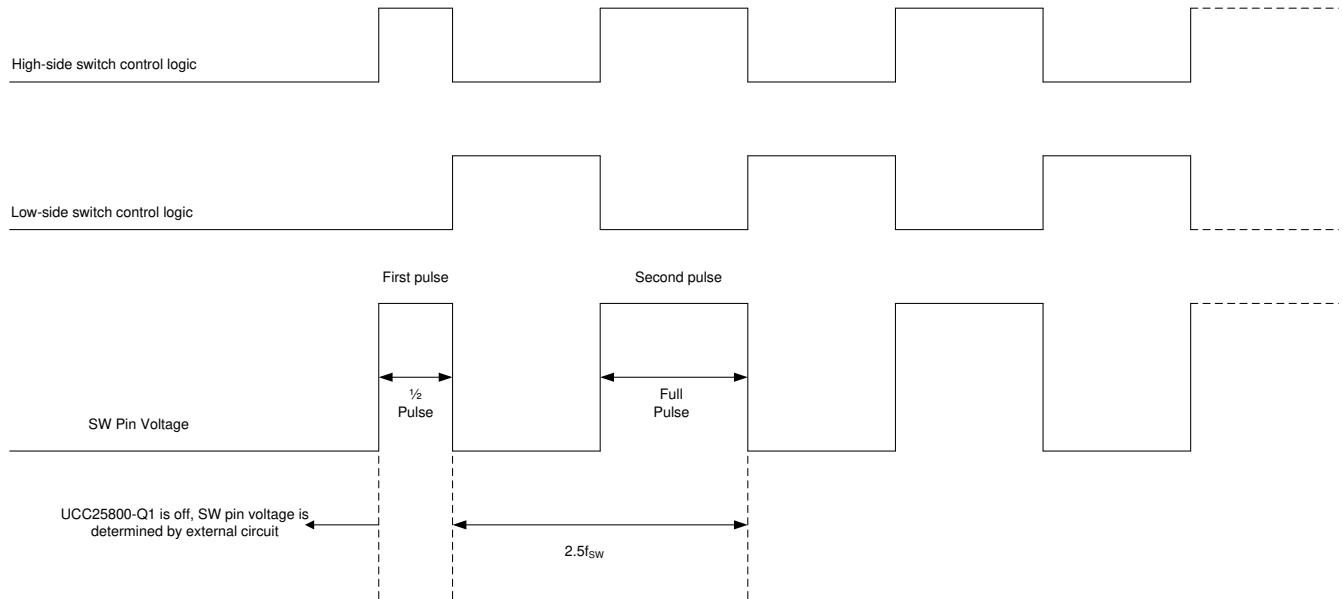 High-side switch control logic
Low-side switch control logic
First pulse
Second pulse
½
Pulse
Full
Pulse
SW Pin Voltage
UCC25800-Q1 is off, SW pin voltage is
determined by external circuit
2.5fSW